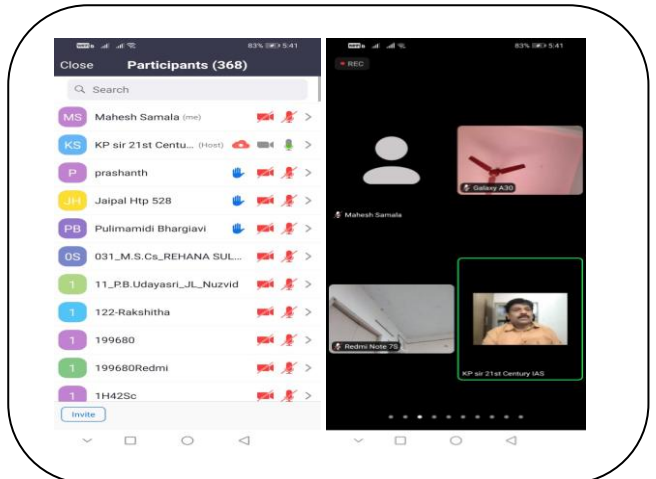 83% 5:41
Close Participants (368)
Search
MS Mahesh Samala (me)
KS KP sir 21st Centu... (Host)
P prashanth
JH Jaipal Htp 528
PB Pulimamidi Bhargiavi
0S 031_M.S.Cs_REHANA SUL...
1 11_P.B.Udayasri_JL_Nuzvid
1 122-Rakshitha
1 199680
1 199680Redmi
1 1H42Sc
Invite
83% 5:41
REC
Mahesh Samala
Galaxy A30
Redmi Note 7S
KP sir 21st Century IAS